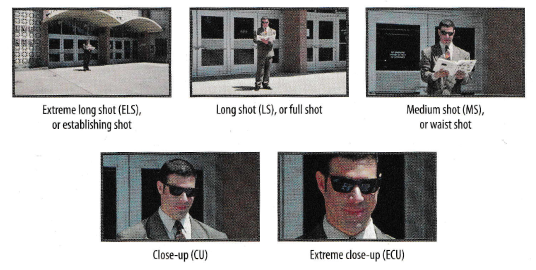 Extreme long shot (ELS),
or establishing shot
Long shot (LS), or full shot
Medium shot (MS),
or waist shot
Close-up (CU)
Extreme close-up (ECU)